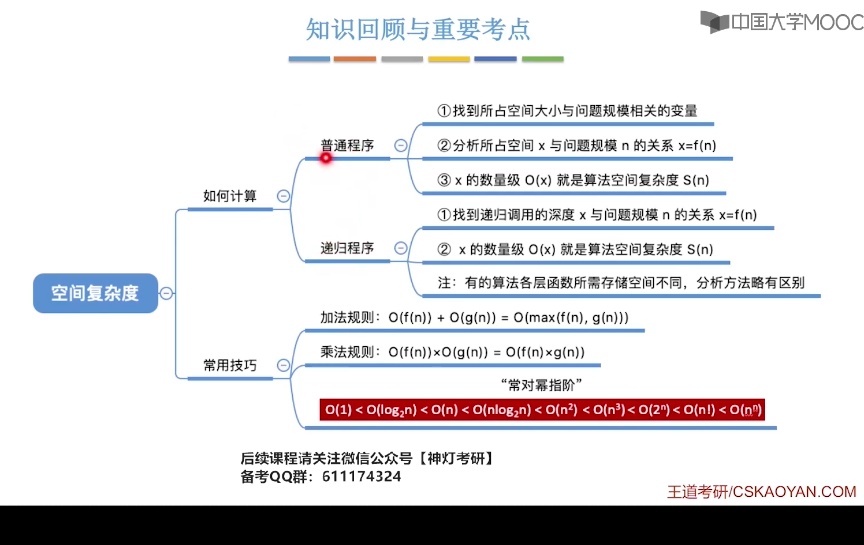 知识回顾与重要考点
中国大学MOOC
①找到所占空间大小与问题规模相关的变量
普通程序
②分析所占空间 x 与问题规模 n 的关系 x=f(n)
③ x 的数量级 O(x) 就是算法空间复杂度 S(n)
如何计算
①找到递归调用的深度 x 与问题规模 n 的关系 x=f(n)
递归程序
② x 的数量级 O(x) 就是算法空间复杂度 S(n)
注：有的算法各层函数所需存储空间不同，分析方法略有区别
空间复杂度
加法规则：O(f(n)) + O(g(n)) = O(max(f(n), g(n)))
乘法规则：O(f(n))×O(g(n)) = O(f(n)×g(n))
常用技巧
“常对幂指阶”
O(1) < O(log₂n) < O(n) < O(nlog₂n) < O(n²) < O(n³) < O(2ⁿ) < O(n!) < O(nⁿ)
后续课程请关注微信公众号【神灯考研】
备考QQ群：611174324
王道考研/CSKAOYAN.COM